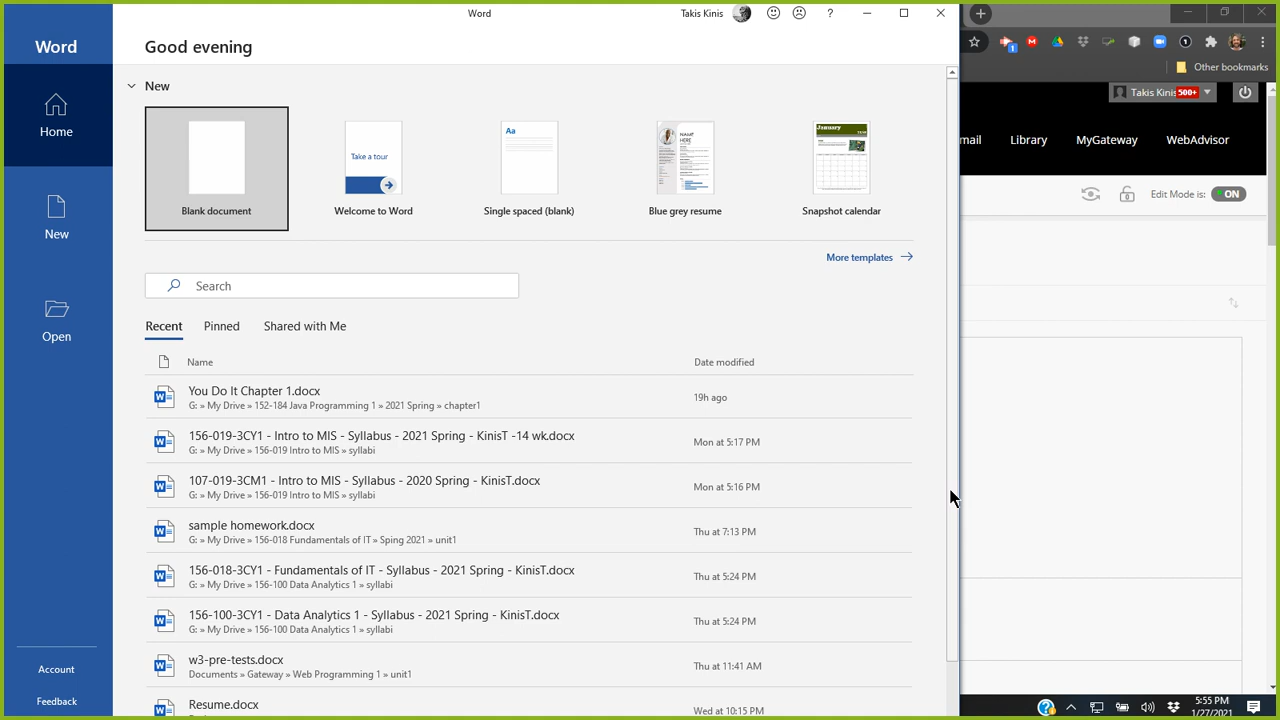 Word
Takis Kinis
?
Word
Good evening
New
Home
New
Open
Account
Feedback
Aa
Take a tour
NAME
HERE
January
Blank document
Welcome to Word
Single spaced (blank)
Blue grey resume
Snapshot calendar
More templates
Search
Recent
Pinned
Shared with Me
Name
Date modified
You Do It Chapter 1.docx
G: » My Drive » 152-184 Java Programming 1 » 2021 Spring » chapter1
19h ago
156-019-3CY1 - Intro to MIS - Syllabus - 2021 Spring - KinisT -14 wk.docx
G: » My Drive » 156-019 Intro to MIS » syllabi
Mon at 5:17 PM
107-019-3CM1 - Intro to MIS - Syllabus - 2020 Spring - KinisT.docx
G: » My Drive » 156-019 Intro to MIS » syllabi
Mon at 5:16 PM
sample homework.docx
G: » My Drive » 156-018 Fundamentals of IT » Sping 2021 » unit1
Thu at 7:13 PM
156-018-3CY1 - Fundamentals of IT - Syllabus - 2021 Spring - KinisT.docx
G: » My Drive » 156-100 Data Analytics 1 » syllabi
Thu at 5:24 PM
156-100-3CY1 - Data Analytics 1 - Syllabus - 2021 Spring - KinisT.docx
G: » My Drive » 156-100 Data Analytics 1 » syllabi
Thu at 5:24 PM
w3-pre-tests.docx
Documents » Gateway » Web Programming 1 » unit1
Thu at 11:41 AM
Resume.docx
Wed at 10:15 PM
1
Other bookmarks
Takis Kinis 500+
mail
Library
MyGateway
WebAdvisor
Edit Mode is:
ON
5:55 PM
1/27/2021